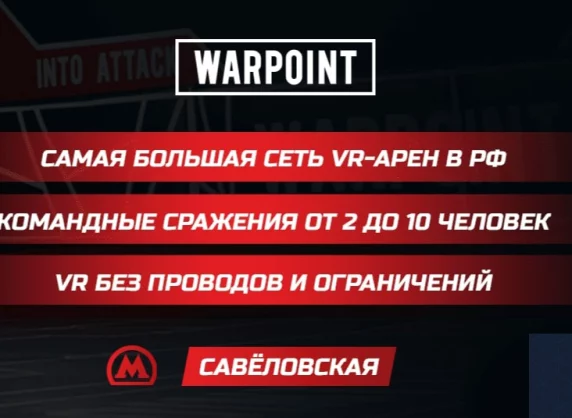 INTO ATTACK
WARPOINT
САМАЯ БОЛЬШАЯ СЕТЬ VR-АРЕН В РФ
КОМАНДНЫЕ СРАЖЕНИЯ ОТ 2 ДО 10 ЧЕЛОВЕК
VR БЕЗ ПРОВОДОВ И ОГРАНИЧЕНИЙ
М
САВЁЛОВСКАЯ